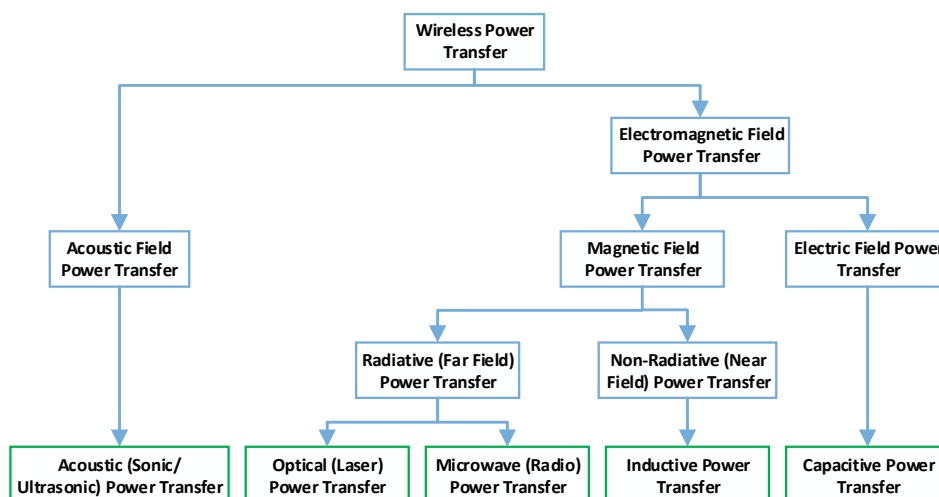 Wireless Power
Transfer
Electromagnetic Field
Power Transfer
Acoustic Field
Power Transfer
Magnetic Field
Power Transfer
Electric Field Power
Transfer
Radiative (Far Field)
Power Transfer
Non-Radiative (Near
Field) Power Transfer
Acoustic (Sonic/
Ultrasonic) Power Transfer
Optical (Laser)
Power Transfer
Microwave (Radio)
Power Transfer
Inductive Power
Transfer
Capacitive Power
Transfer